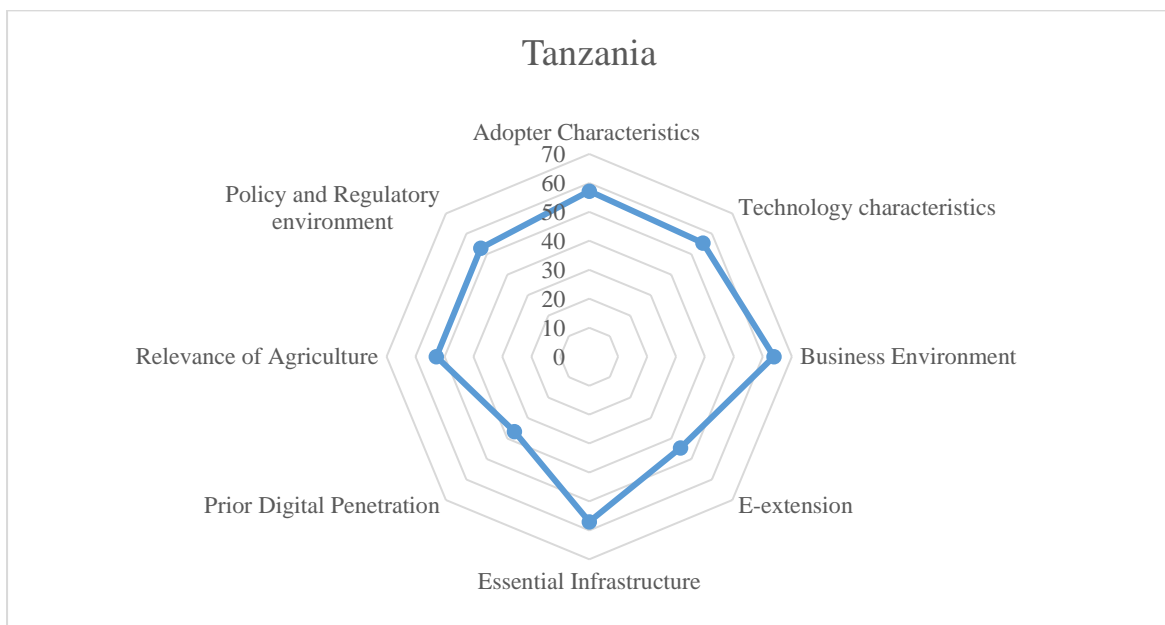 Tanzania
Adopter Characteristics
70
60
50
40
30
20
10
0
Technology characteristics
Business Environment
E-extension
Essential Infrastructure
Prior Digital Penetration
Relevance of Agriculture
Policy and Regulatory
environment